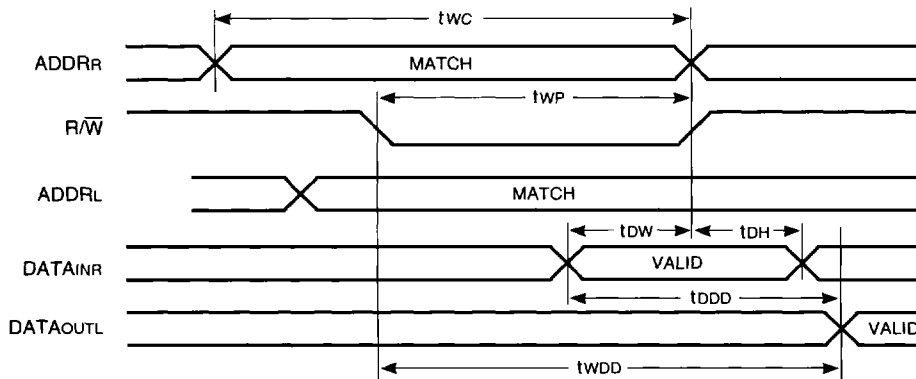 tWC
ADDRR MATCH
tWP
R/W̅
ADDRL MATCH
tDW tDH
DATAINR VALID
tDDD
DATAOUTL VALID
tWDD